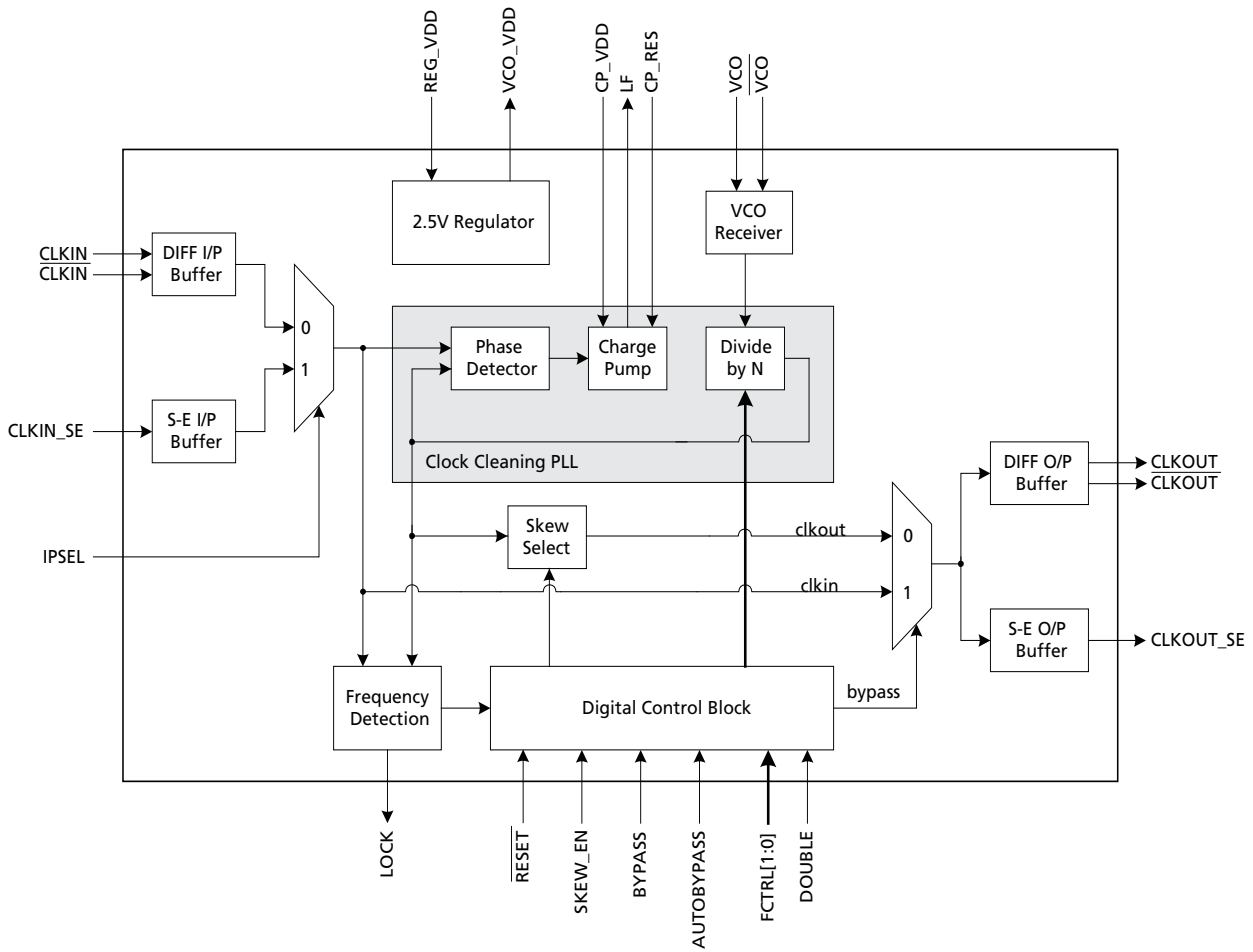 REG_VDD
VCO_VDD
CP_VDD
LF
CP_RES
VCO
VCO
2.5V Regulator
VCO
Receiver
CLKIN
CLKIN
DIFF I/P
Buffer
0
1
Phase
Detector
Charge
Pump
Divide
by N
CLKIN_SE
S-E I/P
Buffer
Clock Cleaning PLL
DIFF O/P
Buffer
CLKOUT
CLKOUT
IPSEL
Skew
Select
clkout
0
clkin
1
S-E O/P
Buffer
CLKOUT_SE
Frequency
Detection
Digital Control Block
bypass
LOCK
RESET
SKEW_EN
BYPASS
AUTOBYPASS
FCTRL[1:0]
DOUBLE